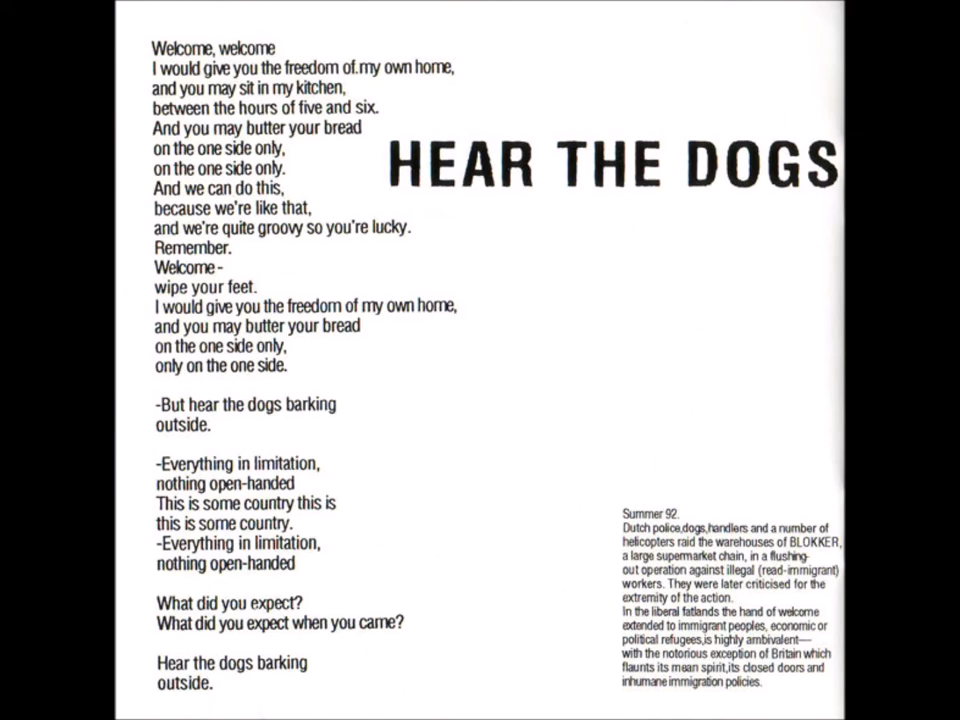 Welcome, welcome
I would give you the freedom of.my own home,
and you may sit in my kitchen,
between the hours of five and six.
And you may butter your bread
on the one side only,
on the one side only.
And we can do this,
because we're like that,
and we're quite groovy so you're lucky.
Remember.
Welcome -
wipe your feet.
I would give you the freedom of my own home,
and you may butter your bread
on the one side only,
only on the one side.
-But hear the dogs barking
outside.
-Everything in limitation,
nothing open-handed
This is some country this is
this is some country.
-Everything in limitation,
nothing open-handed
What did you expect?
What did you expect when you came?
Hear the dogs barking
outside.
HEAR THE DOGS
Summer 92.
Dutch police,dogs,handlers and a number of
helicopters raid the warehouses of BLOKKER,
a large supermarket chain, in a flushing-
out operation against illegal (read-immigrant)
workers. They were later criticised for the
extremity of the action.
In the liberal fatlands the hand of welcome
extended to immigrant peoples, economic or
political refugees,is highly ambivalent—
with the notorious exception of Britain which
flaunts its mean spirit,its closed doors and
inhumane immigration policies.